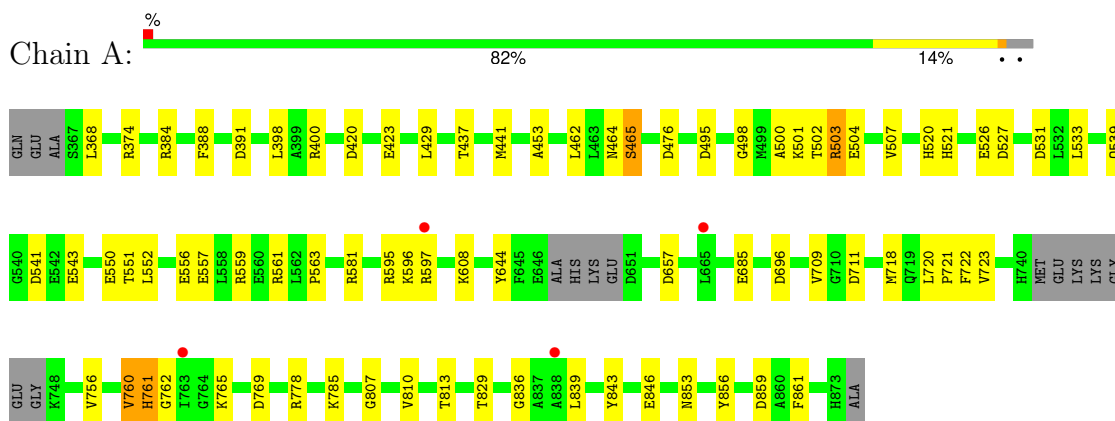 %
Chain A:
82% 14% • •
GLN GLU ALA S367 L368 R374 R384 F388 D391 L398 A399 R400 D420 E423 L429 T437 M441 A453 L462 L463 N464 S465 D476 D495 G498 M499 A500 K501 T502 R503 E504 V507 H520 H521 E526 D527 D531 L532 L533
G540 D541 E542 E543 E550 T551 L552 E556 E557 L558 R559 E560 R561 L562 P563 R581 R595 K596 R597 K608 Y644 F645 E646 ALA HIS LYS GLU D651 D657 L665 E685 D696 V709 G710 D711 M718 Q719 L720 P721 F722 V723 H740 MET GLU LYS LYS GLY
GLU GLY K748 V756 V760 H761 G762 I763 G764 K765 D769 R778 K785 G807 V810 T813 T829 G836 A837 A838 L839 Y843 E846 N853 Y856 D859 A860 F861 H873 ALA